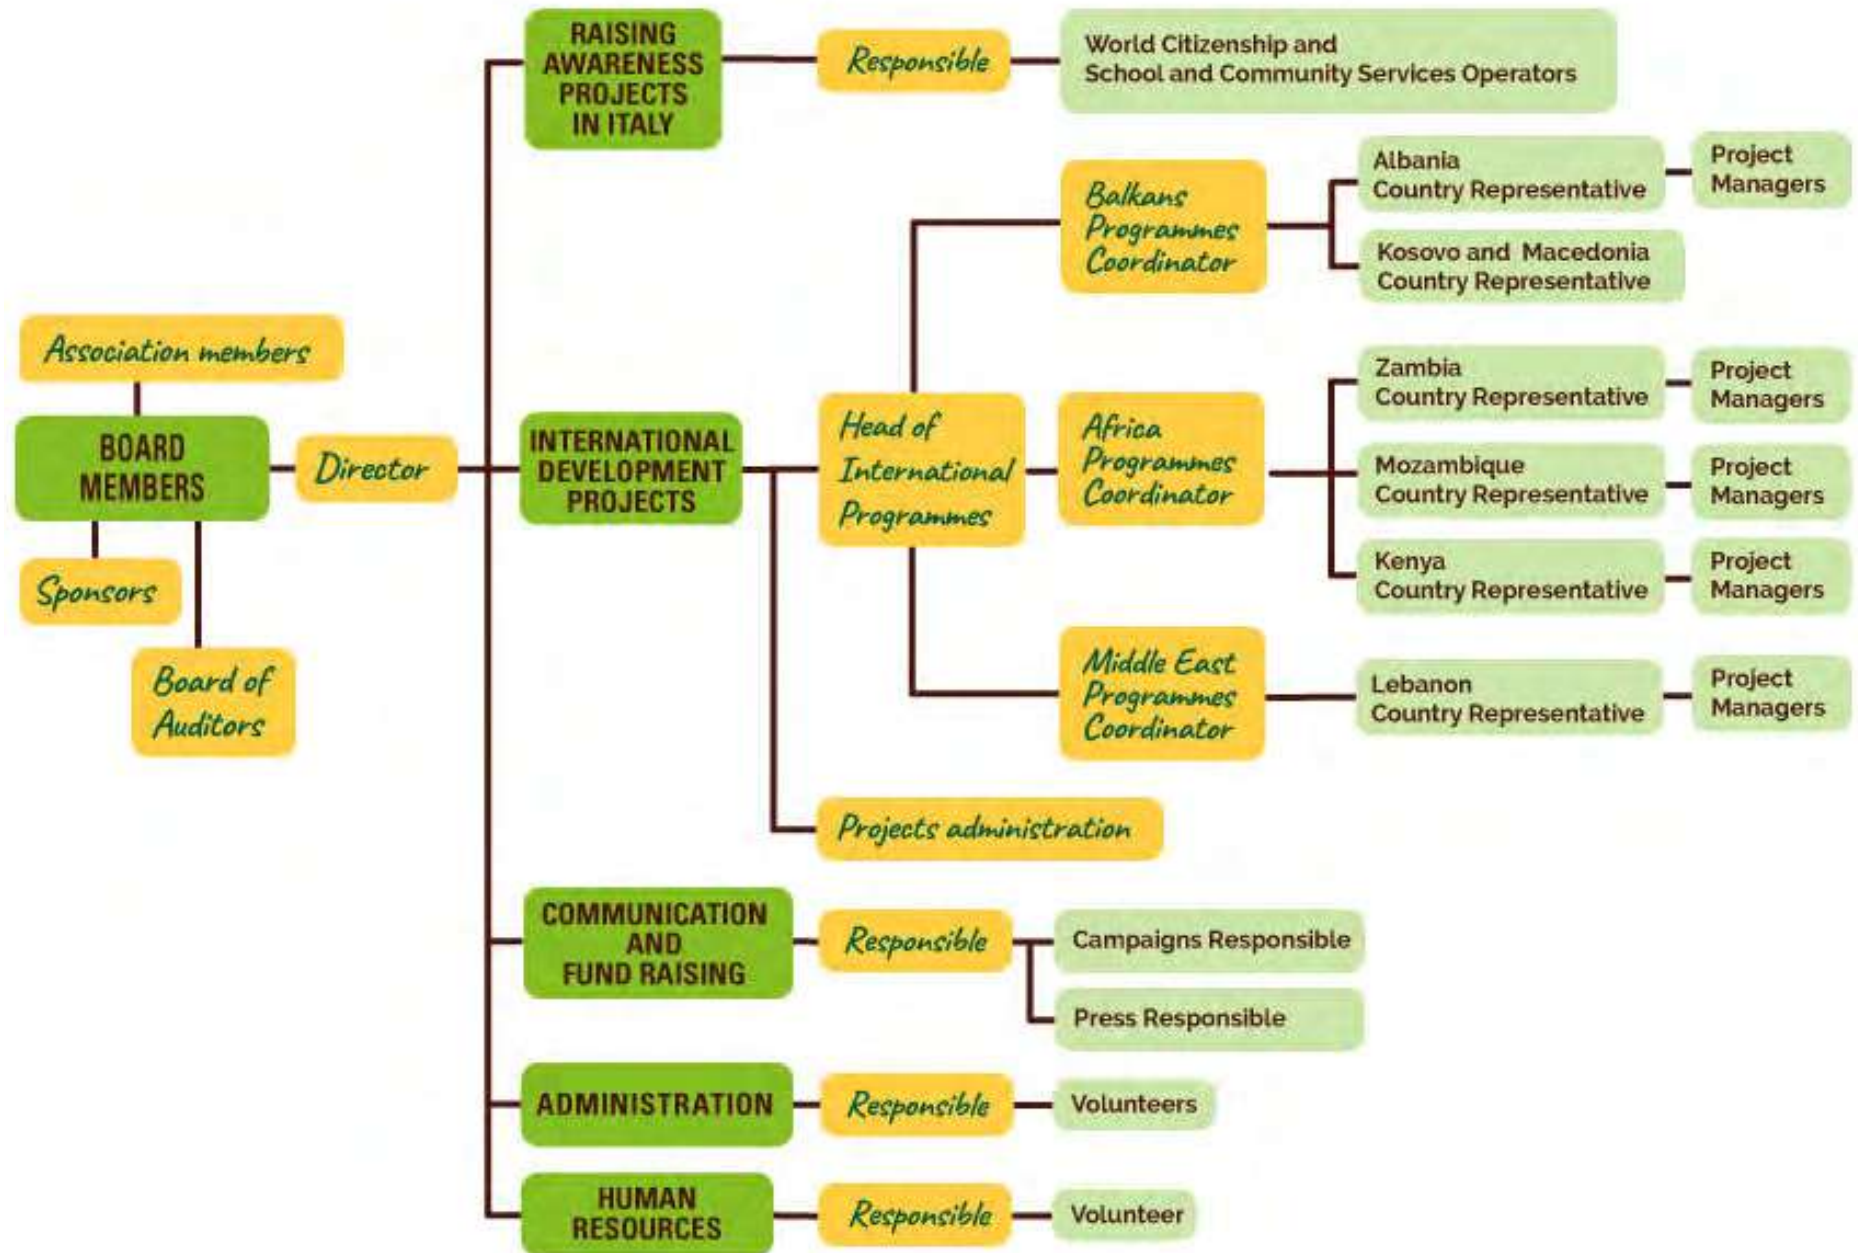 RAISING
AWARENESS
PROJECTS
IN ITALY
Responsible
World Citizenship and
School and Community Services Operators
Balkans
Programmes
Coordinator
Albania
Country Representative
Project
Managers
Kosovo and Macedonia
Country Representative
Association members
BOARD
MEMBERS
Director
Sponsors
Board of
Auditors
INTERNATIONAL
DEVELOPMENT
PROJECTS
Head of
International
Programmes
Africa
Programmes
Coordinator
Zambia
Country Representative
Project
Managers
Mozambique
Country Representative
Project
Managers
Kenya
Country Representative
Project
Managers
Middle East
Programmes
Coordinator
Lebanon
Country Representative
Project
Managers
Projects administration
COMMUNICATION
AND
FUND RAISING
Responsible
Campaigns Responsible
Press Responsible
ADMINISTRATION
Responsible
Volunteers
HUMAN
RESOURCES
Responsible
Volunteer